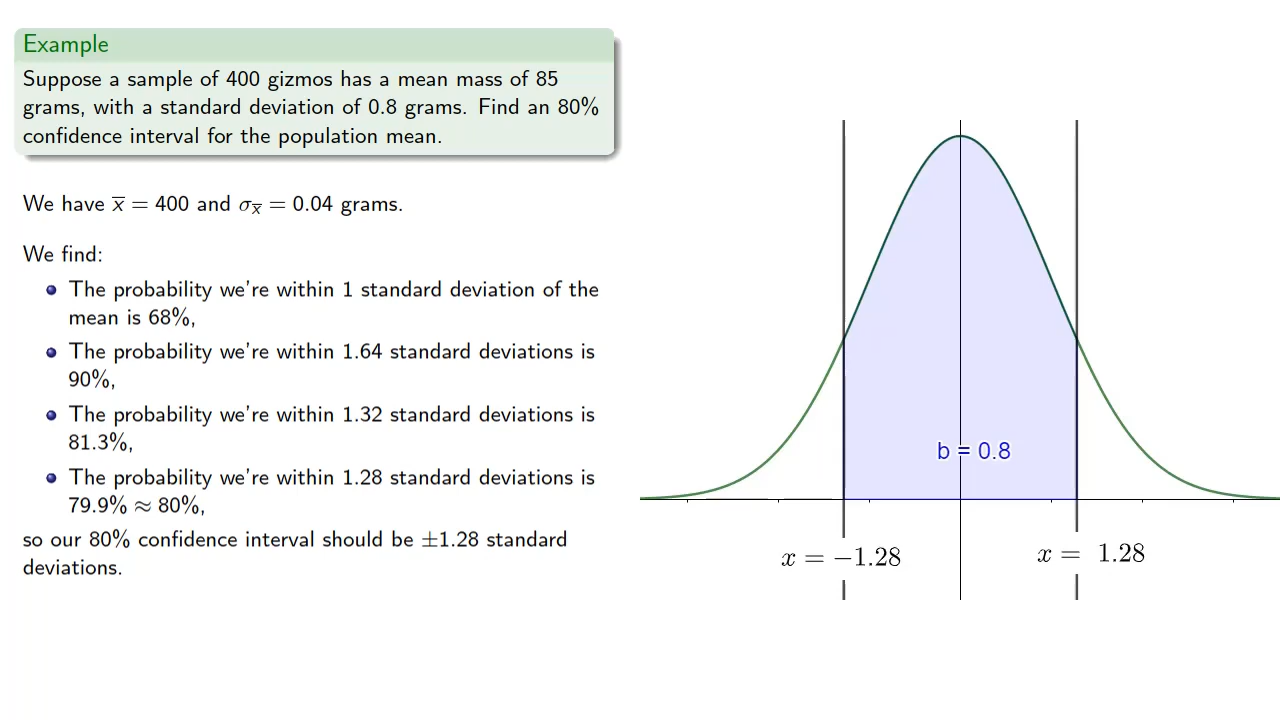 Example
Suppose a sample of 400 gizmos has a mean mass of 85
grams, with a standard deviation of 0.8 grams. Find an 80%
confidence interval for the population mean.
We have x̅ = 400 and σx̅ = 0.04 grams.
We find:
The probability we're within 1 standard deviation of the
mean is 68%,
The probability we're within 1.64 standard deviations is
90%,
The probability we're within 1.32 standard deviations is
81.3%,
The probability we're within 1.28 standard deviations is
79.9% ≈ 80%,
so our 80% confidence interval should be ±1.28 standard
deviations.
b = 0.8
x = −1.28
x = 1.28